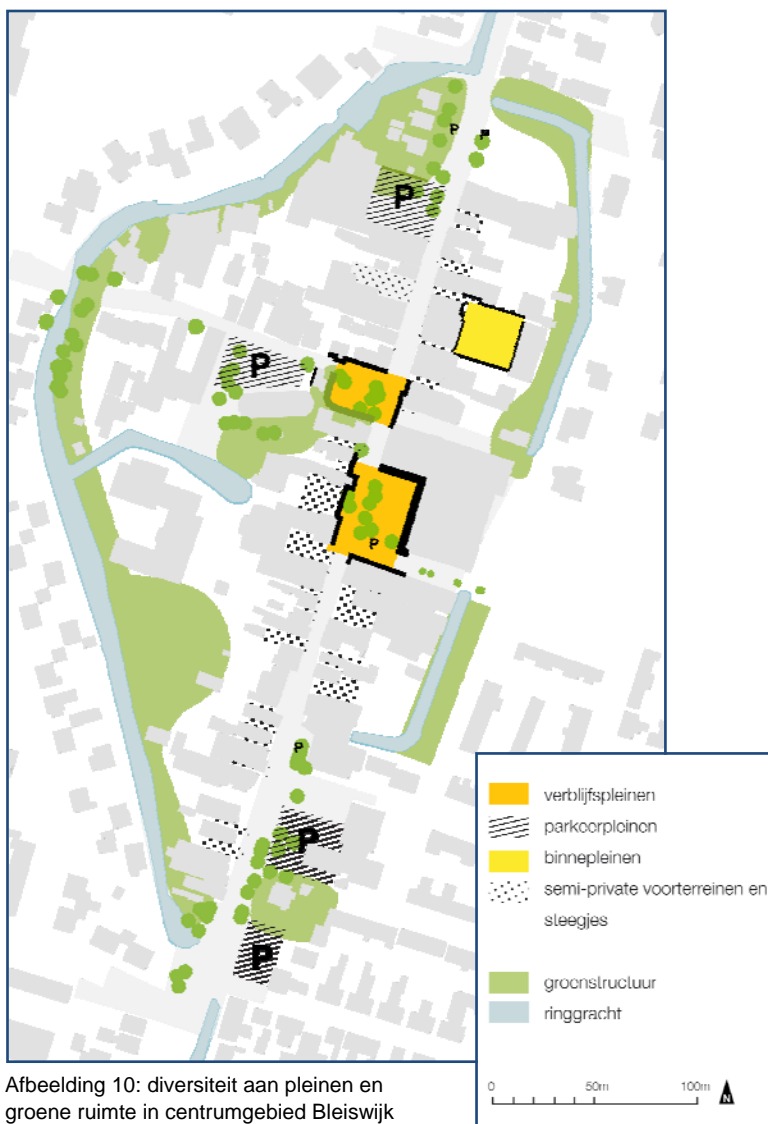 P
P
P
P
P
P
P
verblijfspleinen
parkeerpleinen
binnepleinen
semi-private voorterreinen en
steegjes
groenstructuur
ringgracht
0 50m 100m
N
Afbeelding 10: diversiteit aan pleinen en
groene ruimte in centrumgebied Bleiswijk